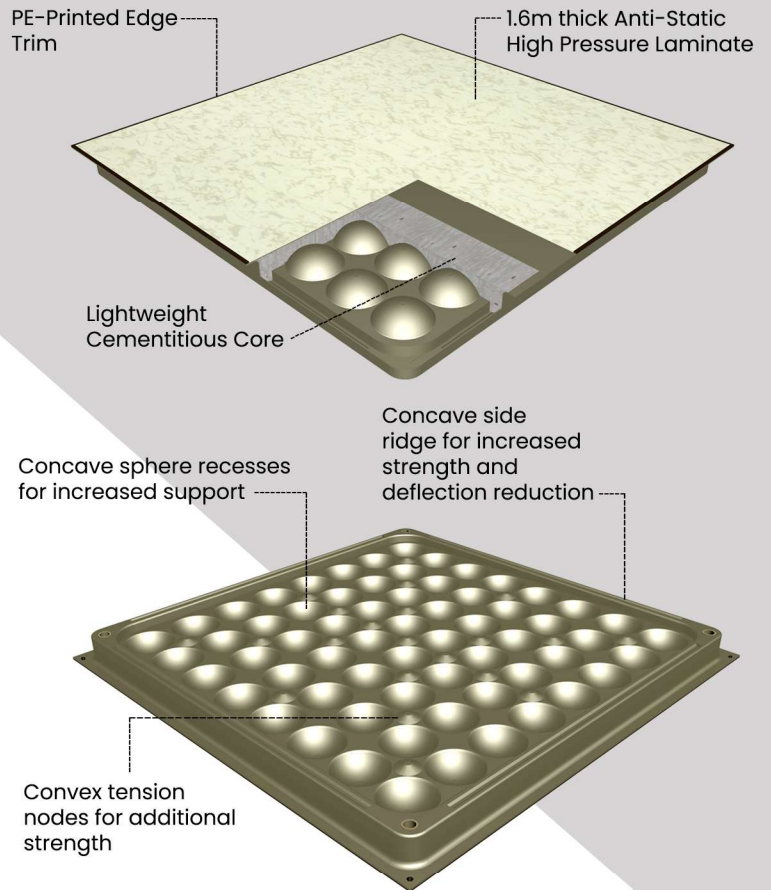 PE-Printed Edge
Trim
1.6m thick Anti-Static
High Pressure Laminate
Lightweight
Cementitious Core
Concave side
ridge for increased
strength and
deflection reduction
Concave sphere recesses
for increased support
Convex tension
nodes for additional
strength